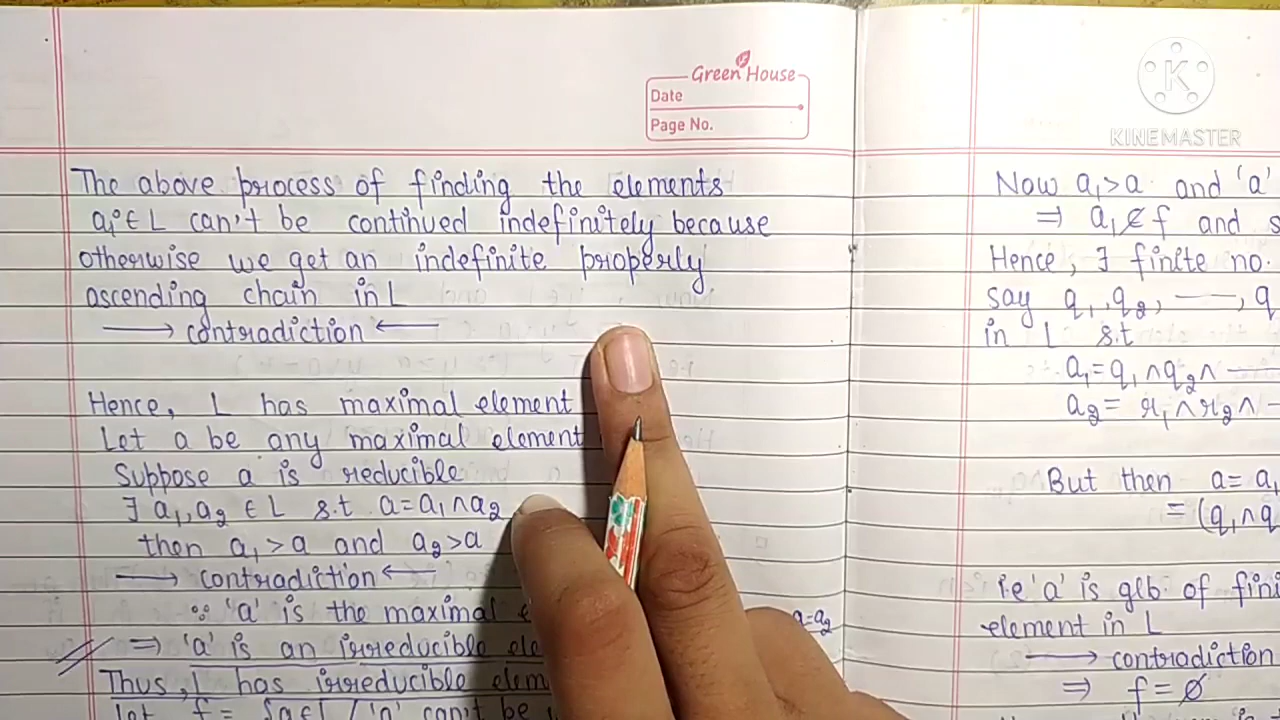 Green House
Date
Page No.
The above process of finding the elements
ai ∈ L can't be continued indefinitely because
otherwise we get an indefinite properly
ascending chain in L
⟶ contradiction ⟵
Hence, L has maximal element
Let a be any maximal element
Suppose a is reducible
∃ a₁, a₂ ∈ L s.t a = a₁ ∧ a₂
then a₁ > a and a₂ > a
⟶ contradiction ⟵
∵ 'a' is the maximal
a=a₂
⇒ 'a' is an irreducible
Thus, L has irreducible
let f = {a∈L / 'a' can't be
K
KINEMASTER
Now a₁ > a and 'a'
⇒ a₁ ∉ f and
Hence, ∃ finite no.
say q₁, q₂, —, q
in L s.t
a₁ = q₁ ∧ q₂ ∧ —
a₂ = r₁ ∧ r₂ ∧ —
But then a = a₁
= (q₁ ∧ q
i.e 'a' is glb of
element in L
⟶ contradiction
⇒ f = ∅